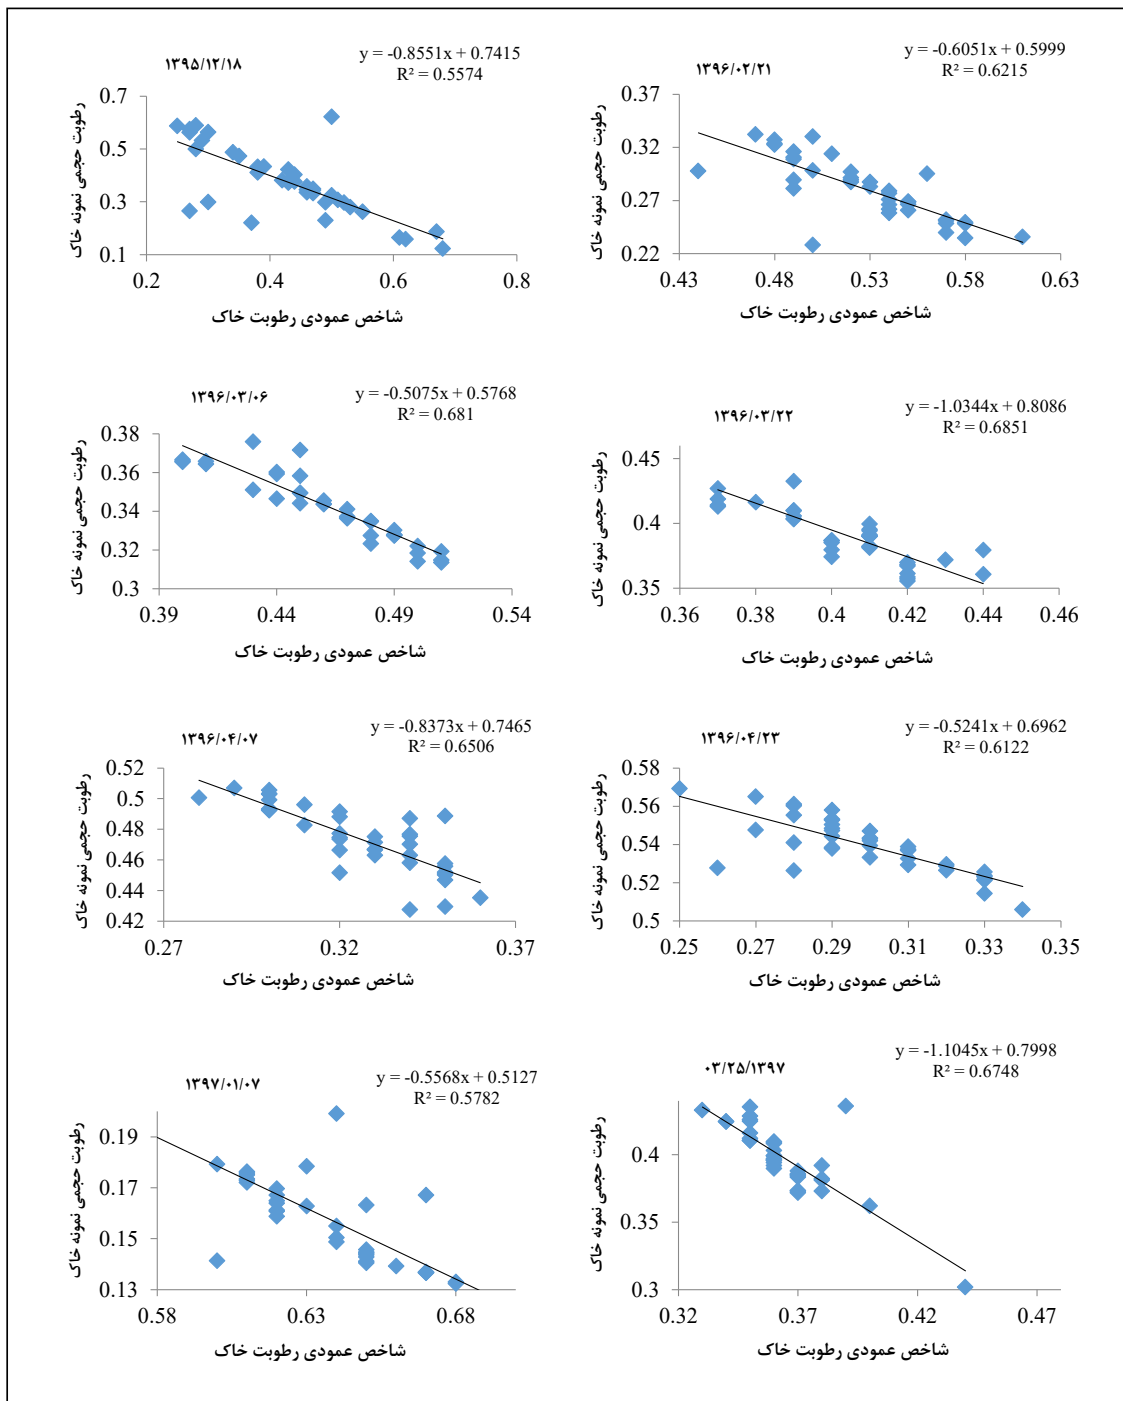 ۱۳۹۵/۱۲/۱۸
y = -0.8551x + 0.7415
R² = 0.5574
رطوبت حجمی نمونه خاک
0.7
0.5
0.3
0.1
0.2 0.4 0.6 0.8
شاخص عمودی رطوبت خاک
۱۳۹۶/۰۲/۲۱
y = -0.6051x + 0.5999
R² = 0.6215
رطوبت حجمی نمونه خاک
0.37
0.32
0.27
0.22
0.43 0.48 0.53 0.58 0.63
شاخص عمودی رطوبت خاک
۱۳۹۶/۰۳/۰۶
y = -0.5075x + 0.5768
R² = 0.681
رطوبت حجمی نمونه خاک
0.38
0.36
0.34
0.32
0.3
0.39 0.44 0.49 0.54
شاخص عمودی رطوبت خاک
۱۳۹۶/۰۳/۲۲
y = -1.0344x + 0.8086
R² = 0.6851
رطوبت حجمی نمونه خاک
0.45
0.4
0.35
0.36 0.38 0.4 0.42 0.44 0.46
شاخص عمودی رطوبت خاک
۱۳۹۶/۰۴/۰۷
y = -0.8373x + 0.7465
R² = 0.6506
رطوبت حجمی نمونه خاک
0.52
0.5
0.48
0.46
0.44
0.42
0.27 0.32 0.37
شاخص عمودی رطوبت خاک
۱۳۹۶/۰۴/۲۳
y = -0.5241x + 0.6962
R² = 0.6122
رطوبت حجمی نمونه خاک
0.58
0.56
0.54
0.52
0.5
0.25 0.27 0.29 0.31 0.33 0.35
شاخص عمودی رطوبت خاک
۱۳۹۷/۰۱/۰۷
y = -0.5568x + 0.5127
R² = 0.5782
رطوبت حجمی نمونه خاک
0.19
0.17
0.15
0.13
0.58 0.63 0.68
شاخص عمودی رطوبت خاک
۰۳/۲۵/۱۳۹۷
y = -1.1045x + 0.7998
R² = 0.6748
رطوبت حجمی نمونه خاک
0.4
0.35
0.3
0.32 0.37 0.42 0.47
شاخص عمودی رطوبت خاک